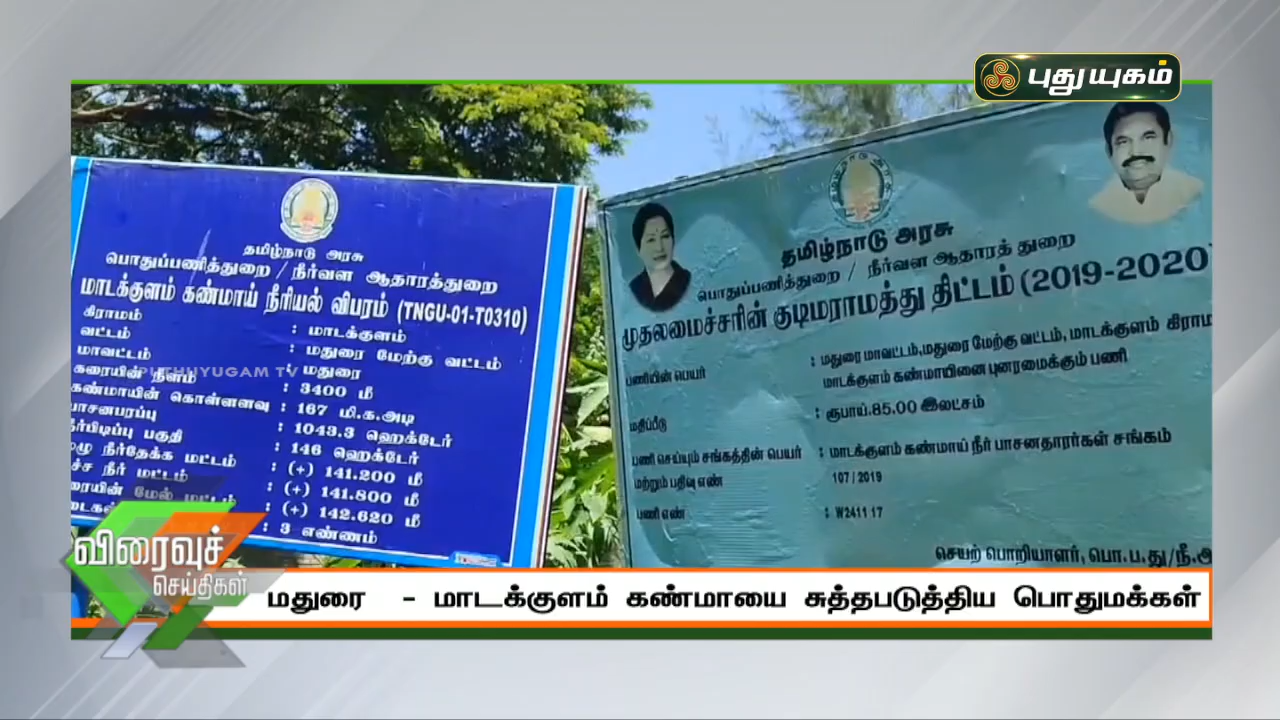 புதுயுகம்
தமிழ்நாடு அரசு
பொதுப்பணித்துறை / நீர்வள ஆதாரத்துறை
மாடக்குளம் கண்மாய் நீரியல் விபரம் (TNGU-01-T0310)
கிராமம் : மாடக்குளம்
வட்டம் : மதுரை மேற்கு வட்டம்
மாவட்டம் : மதுரை
கரையின் நீளம் : 3400 மீ
கண்மாயின் கொள்ளளவு : 167 மி.க.அடி
பாசனபரப்பு : 1043.3 ஹெக்டேர்
நீர்பிடிப்பு பகுதி : 146 ஹெக்டேர்
முழு நீர்தேக்க மட்டம் : (+) 141.200 மீ
உச்ச நீர் மட்டம் : (+) 141.800 மீ
கரையின் மேல் மட்டம் : (+) 142.620 மீ
: 3 எண்ணம்
PUTHUYUGAM TV
தமிழ்நாடு அரசு
பொதுப்பணித்துறை / நீர்வள ஆதாரத் துறை
முதலமைச்சரின் குடிமராமத்து திட்டம் (2019-2020)
பணியின் பெயர் : மதுரை மாவட்டம்,மதுரை மேற்கு வட்டம், மாடக்குளம் கிராம
மாடக்குளம் கண்மாயினை புனரமைக்கும் பணி
மதிப்பீடு : ரூபாய்.85.00 இலட்சம்
பணி செய்யும் சங்கத்தின் பெயர் : மாடக்குளம் கண்மாய் நீர் பாசனதாரர்கள் சங்கம்
மற்றும் பதிவு எண் 107 / 2019
பணி எண் : W2411 17
செயற் பொறியாளர், பொ.ப.து/நீ.அ
விரைவுச்
செய்திகள்
மதுரை - மாடக்குளம் கண்மாயை சுத்தபடுத்திய பொதுமக்கள்